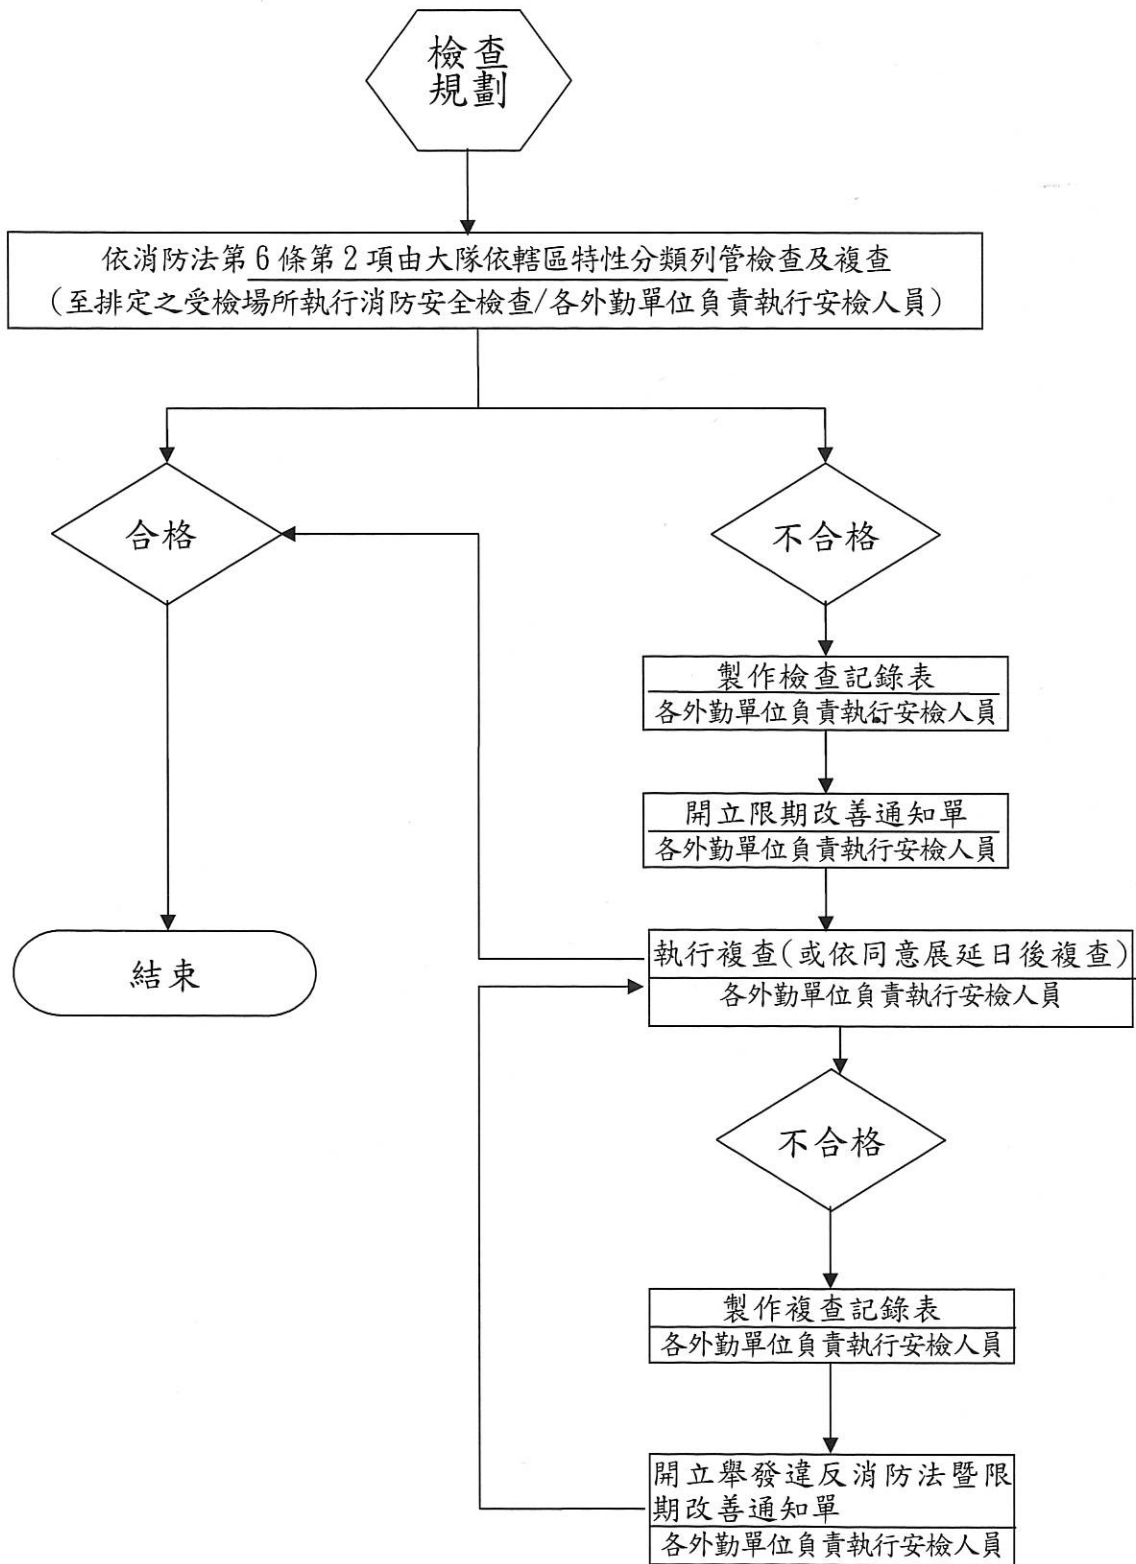 檢查
規劃
依消防法第6條第2項由大隊依轄區特性分類列管檢查及複查
(至排定之受檢場所執行消防安全檢查/各外勤單位負責執行安檢人員)
合格
不合格
製作檢查記錄表
各外勤單位負責執行安檢人員
開立限期改善通知單
各外勤單位負責執行安檢人員
執行複查(或依同意展延日後複查)
各外勤單位負責執行安檢人員
結束
不合格
製作複查記錄表
各外勤單位負責執行安檢人員
開立舉發違反消防法暨限
期改善通知單
各外勤單位負責執行安檢人員